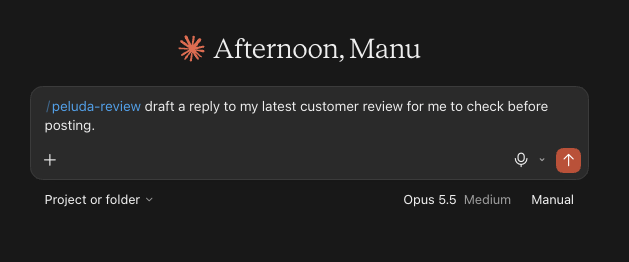 Afternoon, Manu
/peluda-review draft a reply to my latest customer review for me to check before
posting.
Project or folder
Opus 5.5 Medium
Manual